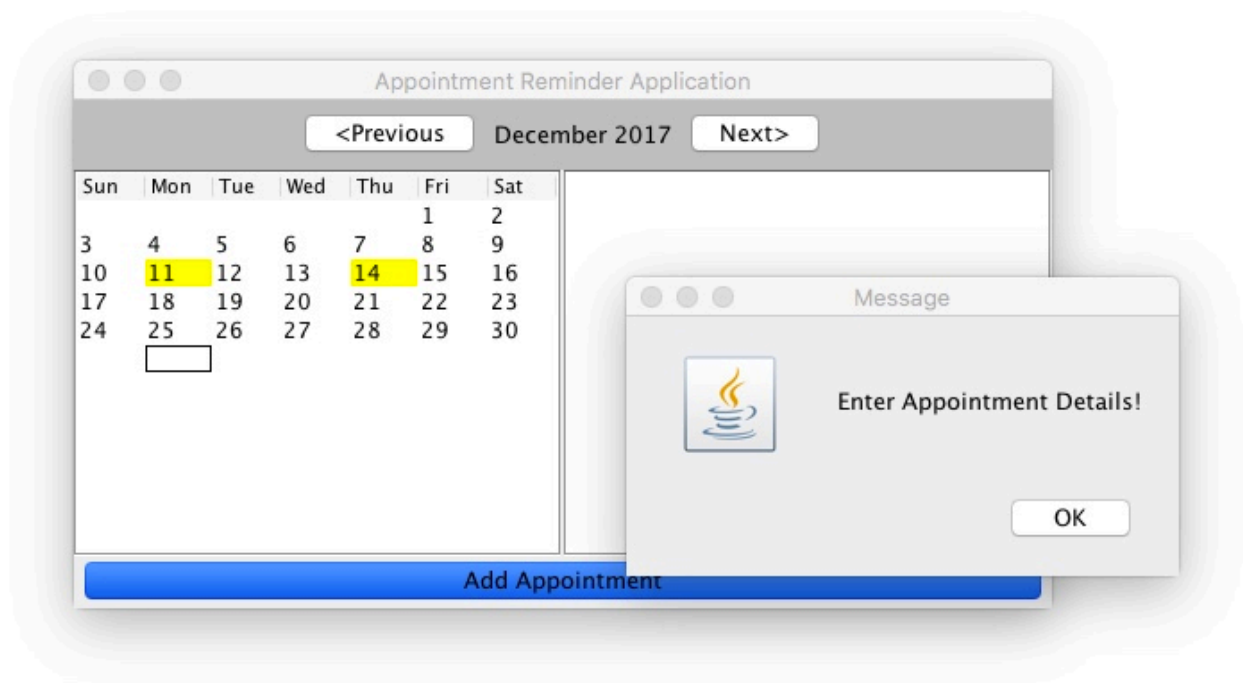 Appointment Reminder Application
<Previous December 2017 Next>
Sun Mon Tue Wed Thu Fri Sat
1 2
3 4 5 6 7 8 9
10 11 12 13 14 15 16
17 18 19 20 21 22 23
24 25 26 27 28 29 30
Message
Enter Appointment Details!
OK
Add Appointment